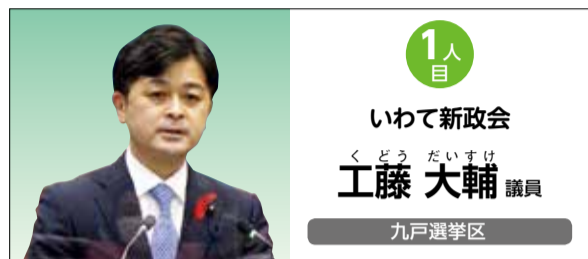 1人目
いわて新政会
くどう だいすけ
工藤 大輔 議員
九戸選挙区